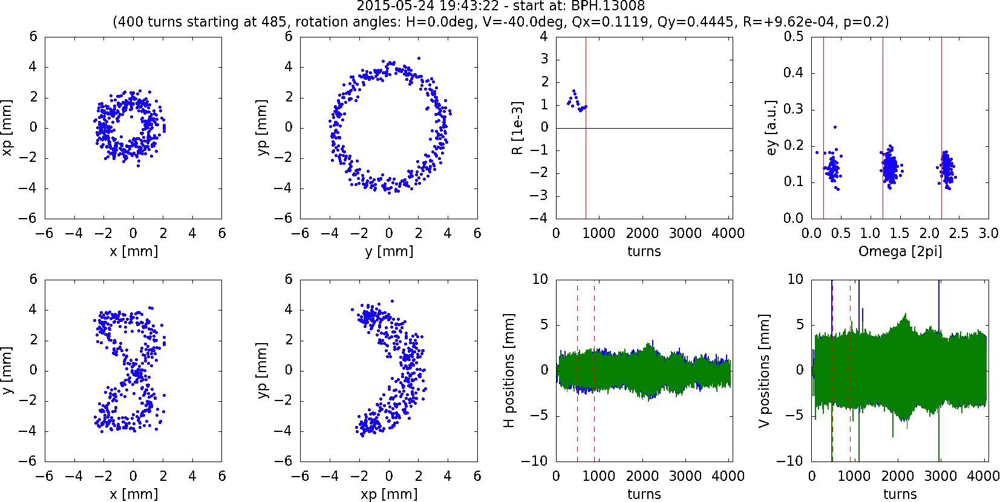 2015-05-24 19:43:22 - start at: BPH.13008
(400 turns starting at 485, rotation angles: H=0.0deg, V=-40.0deg, Qx=0.1119, Qy=0.4445, R=+9.62e-04, p=0.2)
6
4
2
0
−2
−4
−6
xp [mm]
−6 −4 −2 0 2 4 6
x [mm]
6
4
2
0
−2
−4
−6
yp [mm]
−6 −4 −2 0 2 4 6
y [mm]
4
3
2
1
0
−1
−2
−3
−4
R [1e-3]
0 1000 2000 3000 4000
turns
0.5
0.4
0.3
0.2
0.1
0.0
ey [a.u.]
0.0 0.5 1.0 1.5 2.0 2.5 3.0
Omega [2pi]
6
4
2
0
−2
−4
−6
y [mm]
−6 −4 −2 0 2 4 6
x [mm]
6
4
2
0
−2
−4
−6
yp [mm]
−6 −4 −2 0 2 4 6
xp [mm]
10
5
0
−5
−10
H positions [mm]
0 1000 2000 3000 4000
turns
10
5
0
−5
−10
V positions [mm]
0 1000 2000 3000 4000
turns